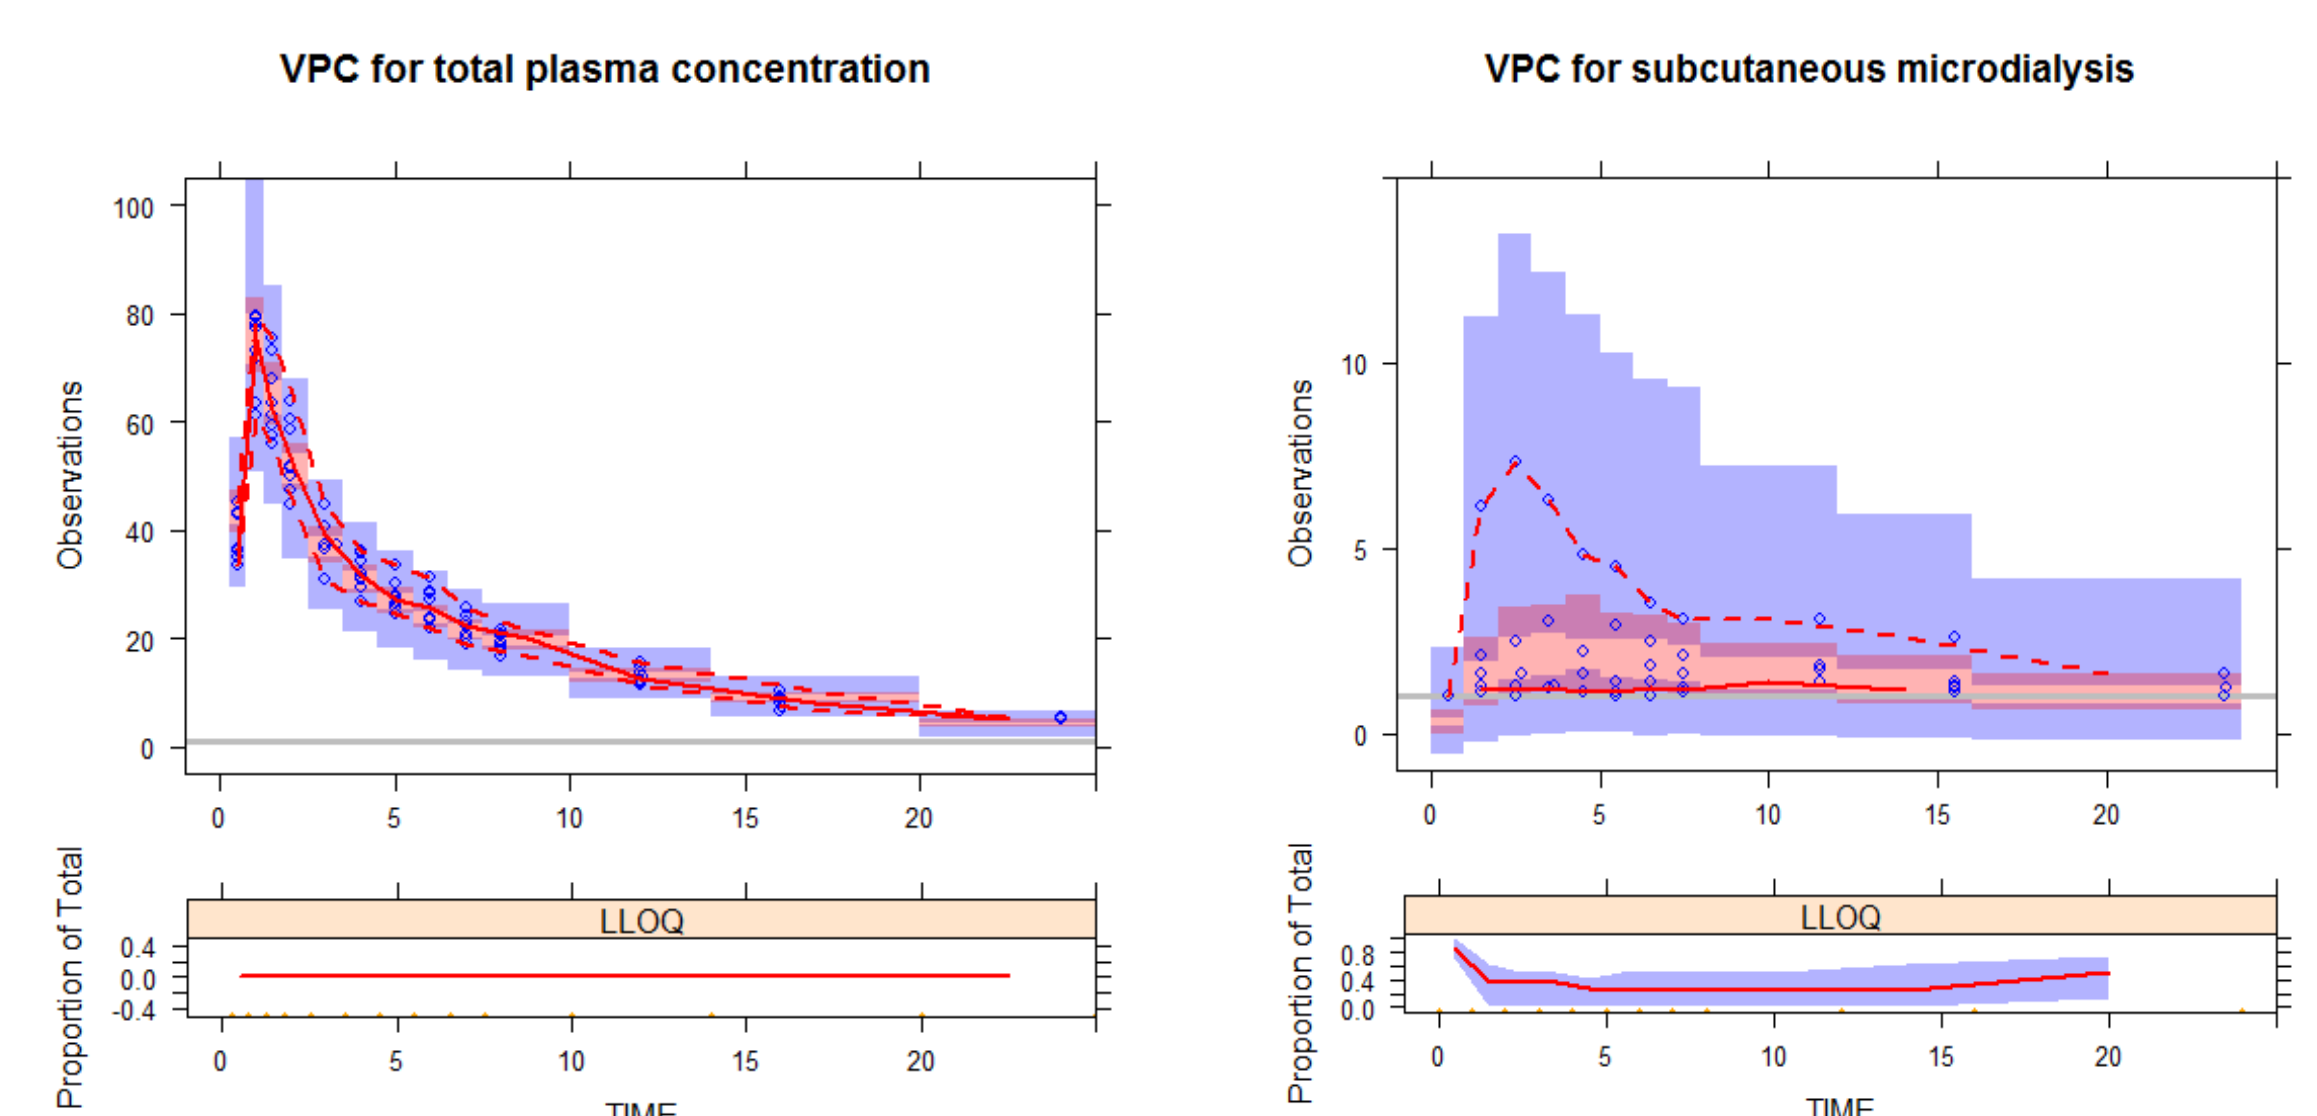 VPC for total plasma concentration
Observations
100
80
60
40
20
0
0 5 10 15 20
Proportion of Total
LLOQ
0.4
0.0
-0.4
0 5 10 15 20
TIME
VPC for subcutaneous microdialysis
Observations
10
5
0
0 5 10 15 20
Proportion of Total
LLOQ
0.8
0.4
0.0
0 5 10 15 20
TIME